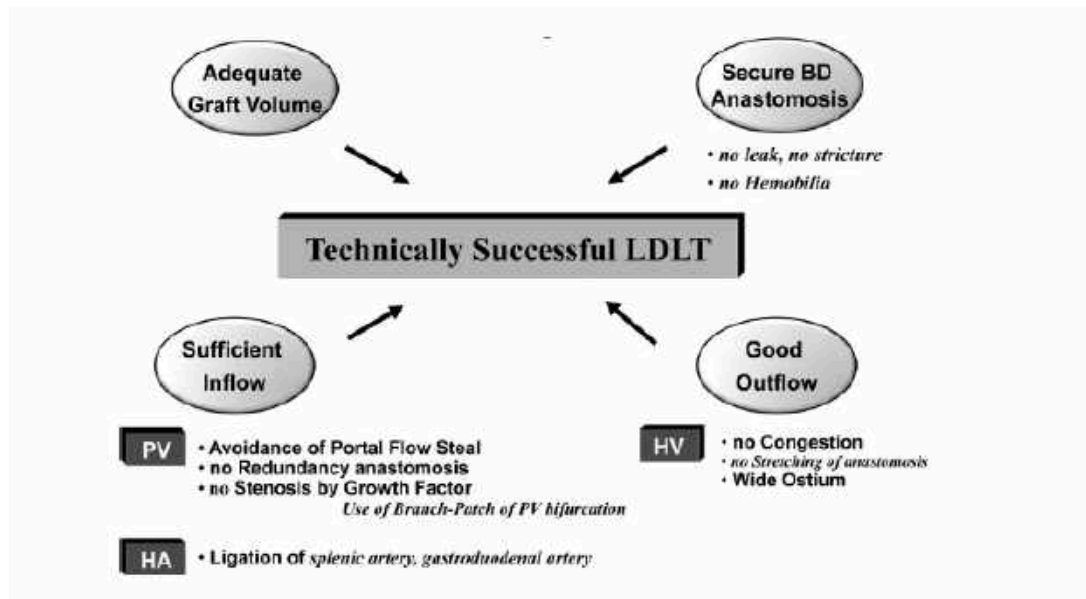 Adequate
Graft Volume
Secure BD
Anastomosis
• no leak, no stricture
• no Hemobilia
Technically Successful LDLT
Sufficient
Inflow
Good
Outflow
PV
• Avoidance of Portal Flow Steal
• no Redundancy anastomosis
• no Stenosis by Growth Factor
Use of Branch-Patch of PV bifurcation
HA
• Ligation of splenic artery, gastroduodenal artery
HV
• no Congestion
• no Stretching of anastomosis
• Wide Ostium